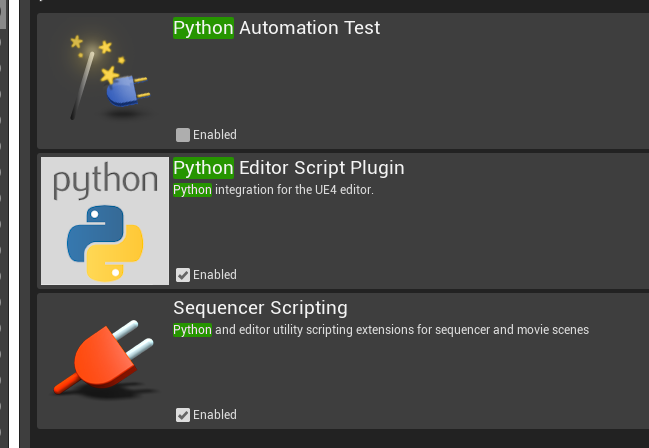 Python Automation Test
Enabled
python
Python Editor Script Plugin
Python integration for the UE4 editor.
Enabled
Sequencer Scripting
Python and editor utility scripting extensions for sequencer and movie scenes
Enabled